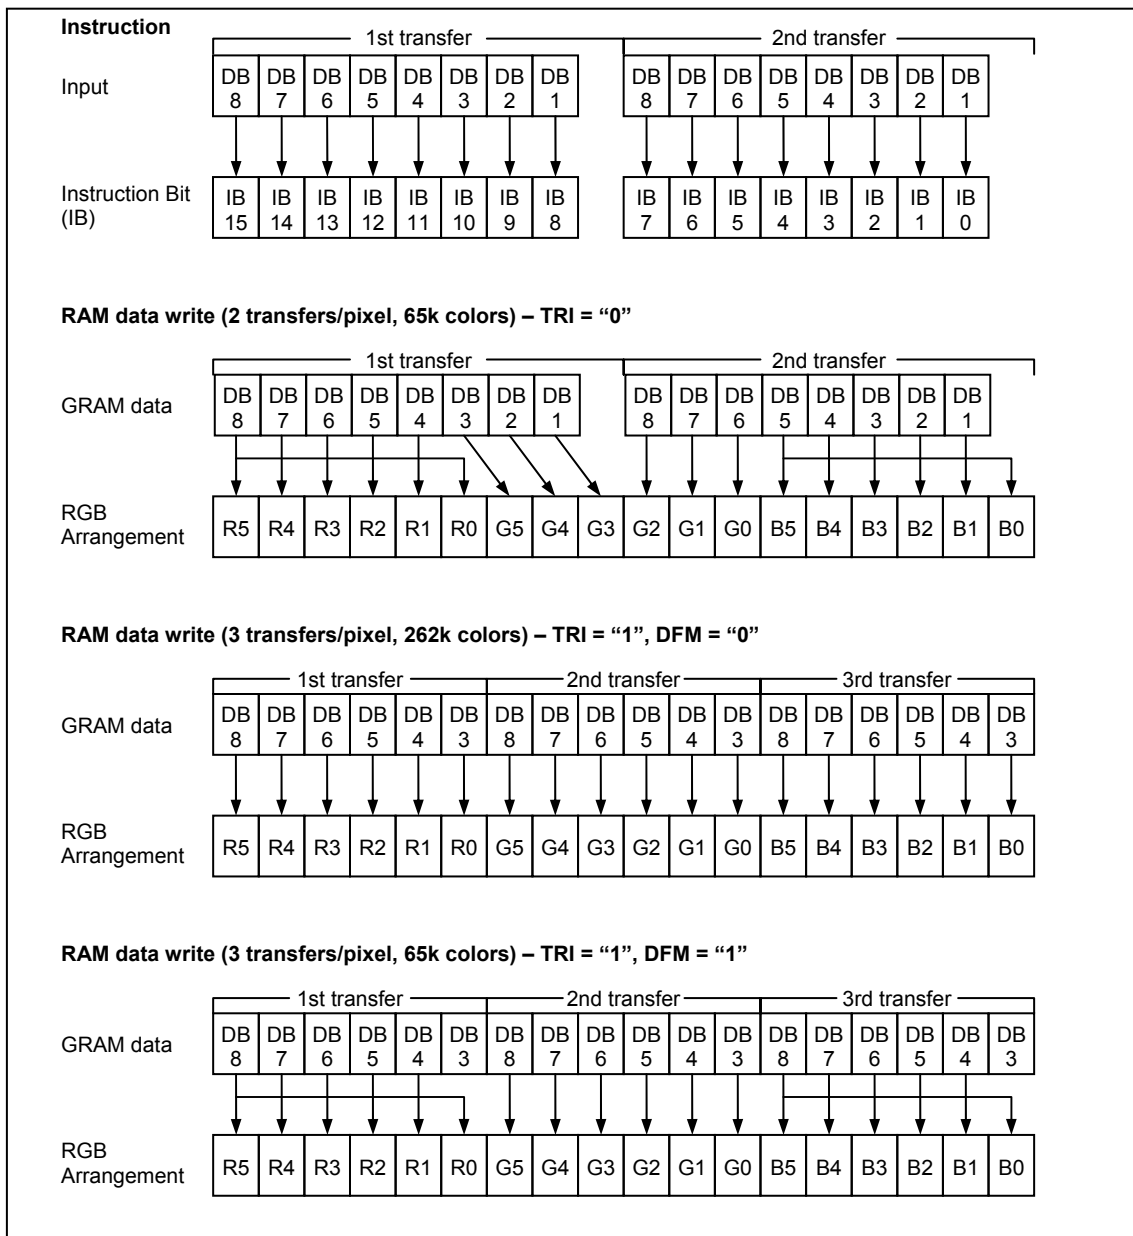 Instruction
1st transfer 2nd transfer
Input
DB 8 DB 7 DB 6 DB 5 DB 4 DB 3 DB 2 DB 1 DB 8 DB 7 DB 6 DB 5 DB 4 DB 3 DB 2 DB 1
Instruction Bit
(IB)
IB 15 IB 14 IB 13 IB 12 IB 11 IB 10 IB 9 IB 8 IB 7 IB 6 IB 5 IB 4 IB 3 IB 2 IB 1 IB 0
RAM data write (2 transfers/pixel, 65k colors) – TRI = “0”
1st transfer 2nd transfer
GRAM data
DB 8 DB 7 DB 6 DB 5 DB 4 DB 3 DB 2 DB 1 DB 8 DB 7 DB 6 DB 5 DB 4 DB 3 DB 2 DB 1
RGB
Arrangement
R5 R4 R3 R2 R1 R0 G5 G4 G3 G2 G1 G0 B5 B4 B3 B2 B1 B0
RAM data write (3 transfers/pixel, 262k colors) – TRI = “1”, DFM = “0”
1st transfer 2nd transfer 3rd transfer
GRAM data
DB 8 DB 7 DB 6 DB 5 DB 4 DB 3 DB 8 DB 7 DB 6 DB 5 DB 4 DB 3 DB 8 DB 7 DB 6 DB 5 DB 4 DB 3
RGB
Arrangement
R5 R4 R3 R2 R1 R0 G5 G4 G3 G2 G1 G0 B5 B4 B3 B2 B1 B0
RAM data write (3 transfers/pixel, 65k colors) – TRI = “1”, DFM = “1”
1st transfer 2nd transfer 3rd transfer
GRAM data
DB 8 DB 7 DB 6 DB 5 DB 4 DB 3 DB 8 DB 7 DB 6 DB 5 DB 4 DB 3 DB 8 DB 7 DB 6 DB 5 DB 4 DB 3
RGB
Arrangement
R5 R4 R3 R2 R1 R0 G5 G4 G3 G2 G1 G0 B5 B4 B3 B2 B1 B0